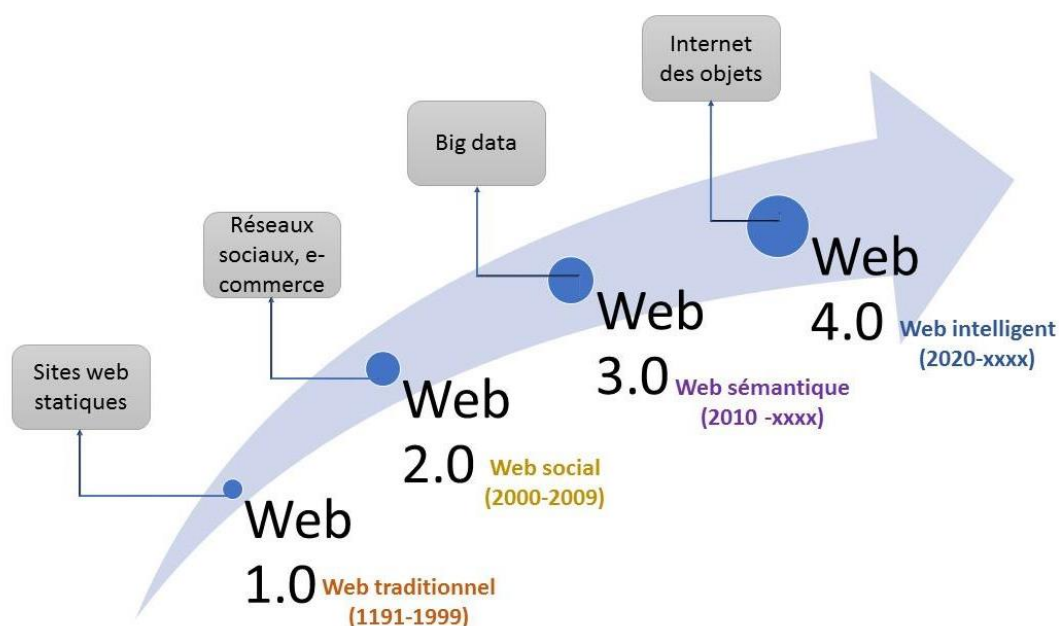 Internet
des objets
Big data
Réseaux
sociaux, e-
commerce
Sites web
statiques
Web
4.0 Web intelligent
(2020-xxxx)
Web
3.0 Web sémantique
(2010 -xxxx)
Web
2.0 Web social
(2000-2009)
Web
1.0 Web traditionnel
(1191-1999)